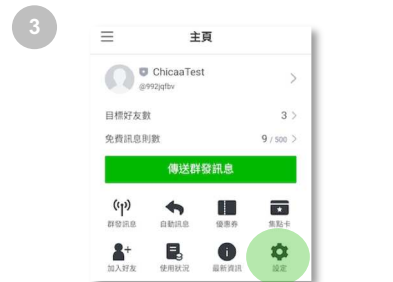 3
主頁
ChicaaTest
@992jqfbv
目標好友數 3
免費訊息則數 9 / 500
傳送群發訊息
群發訊息 自動訊息 優惠券 集點卡
加入好友 使用狀況 最新資訊 設定